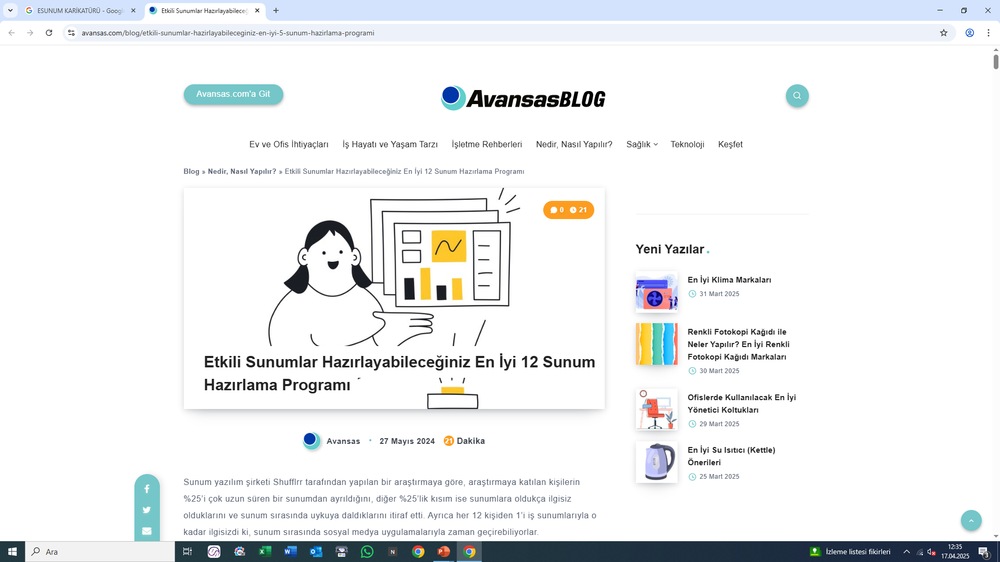 ESUNUM KARİKATÜRÜ - Googl
Etkili Sunumlar Hazırlayabileceğ
avansas.com/blog/etkili-sunumlar-hazirlayabileceginiz-en-iyi-5-sunum-hazirlama-programi
Avansas.com'a Git
AvansasBLOG
Ev ve Ofis İhtiyaçları İş Hayatı ve Yaşam Tarzı İşletme Rehberleri Nedir, Nasıl Yapılır? Sağlık Teknoloji Keşfet
Blog » Nedir, Nasıl Yapılır? » Etkili Sunumlar Hazırlayabileceğiniz En İyi 12 Sunum Hazırlama Programı
0 21
Etkili Sunumlar Hazırlayabileceğiniz En İyi 12 Sunum
Hazırlama Programı
Avansas • 27 Mayıs 2024 21 Dakika
Sunum yazılım şirketi Shufflrr tarafından yapılan bir araştırmaya göre, araştırmaya katılan kişilerin
%25’i çok uzun süren bir sunumdan ayrıldığını, diğer %25’lik kısım ise sunumlara oldukça ilgisiz
olduklarını ve sunum sırasında uykuya daldıklarını itiraf etti. Ayrıca her 12 kişiden 1’i iş sunumlarıyla o
kadar ilgisizdi ki, sunum sırasında sosyal medya uygulamalarıyla zaman geçirebiliyorlar.
Yeni Yazılar.
En İyi Klima Markaları
31 Mart 2025
Renkli Fotokopi Kağıdı ile
Neler Yapılır? En İyi Renkli
Fotokopi Kağıdı Markaları
30 Mart 2025
Ofislerde Kullanılacak En İyi
Yönetici Koltukları
29 Mart 2025
En İyi Su Isıtıcı (Kettle)
Önerileri
25 Mart 2025
Ara
İzleme listesi fikirleri
12:35
17.04.2025
3